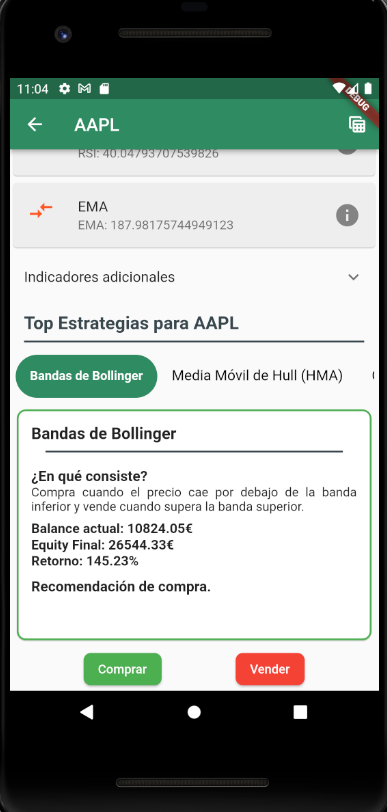 11:04
DEBUG
AAPL
RSI: 40.04793707539826
EMA
EMA: 187.98175744949123
Indicadores adicionales
Top Estrategias para AAPL
Bandas de Bollinger
Media Móvil de Hull (HMA)
Bandas de Bollinger
¿En qué consiste?
Compra cuando el precio cae por debajo de la banda
inferior y vende cuando supera la banda superior.
Balance actual: 10824.05€
Equity Final: 26544.33€
Retorno: 145.23%
Recomendación de compra.
Comprar
Vender